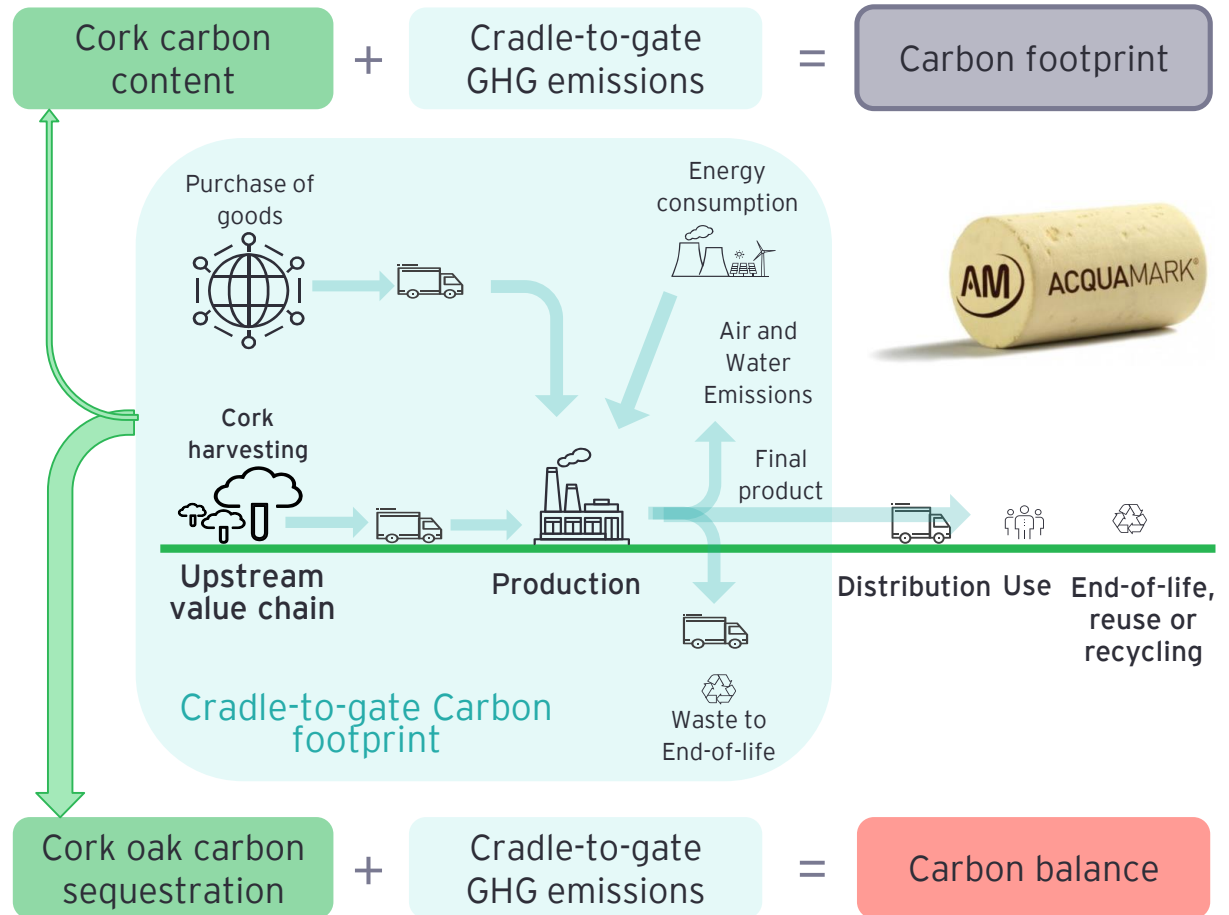 Cork carbon
content
+
Cradle-to-gate
GHG emissions
=
Carbon footprint
Purchase of
goods
Energy
consumption
AM
ACQUAMARK®
Air and
Water
Emissions
Cork
harvesting
Final
product
Upstream
value chain
Production
Distribution
Use
End-of-life,
reuse or
recycling
Cradle-to-gate Carbon
footprint
Waste to
End-of-life
Cork oak carbon
sequestration
+
Cradle-to-gate
GHG emissions
=
Carbon balance